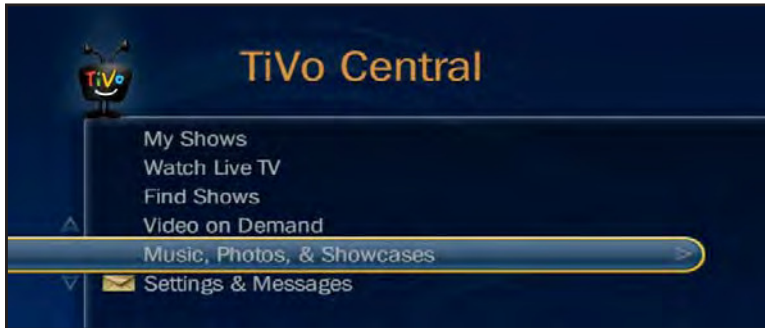 TiVo
TiVo Central
My Shows
Watch Live TV
Find Shows
Video on Demand
Music, Photos, & Showcases
Settings & Messages